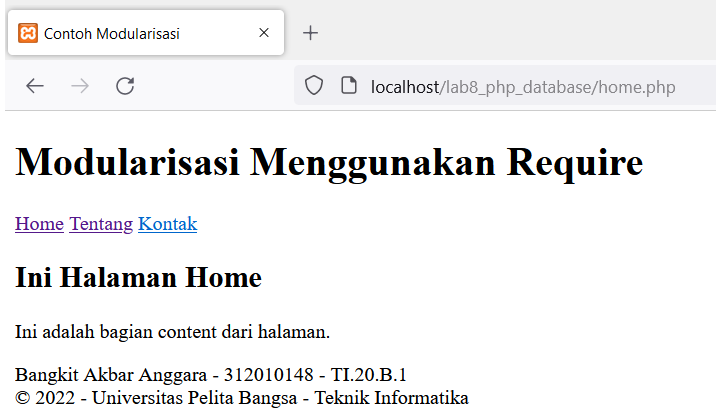 Contoh Modularisasi
localhost/lab8_php_database/home.php
Modularisasi Menggunakan Require
Home Tentang Kontak
Ini Halaman Home
Ini adalah bagian content dari halaman.
Bangkit Akbar Anggara - 312010148 - TI.20.B.1
© 2022 - Universitas Pelita Bangsa - Teknik Informatika